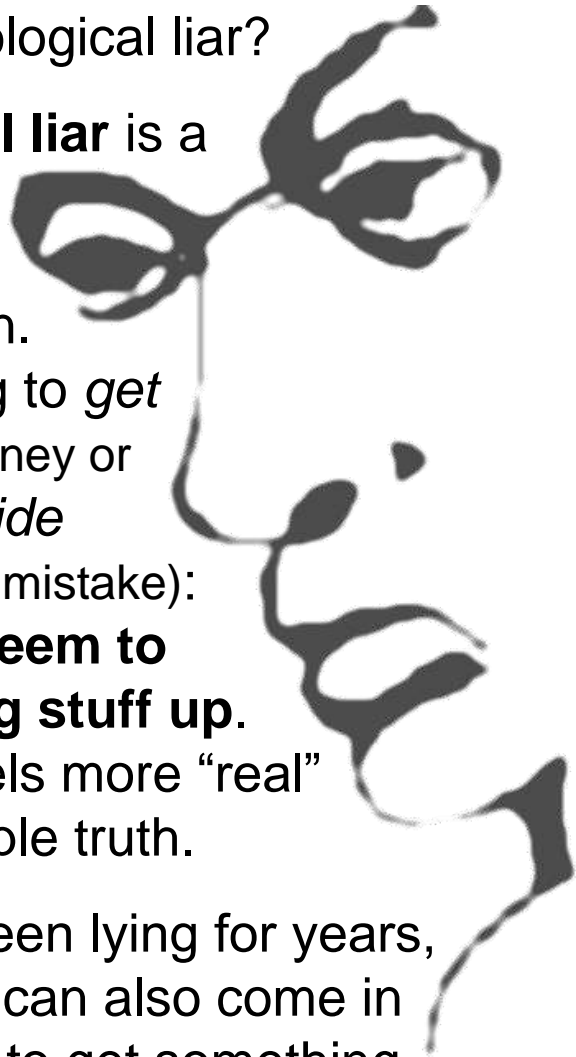 ological liar?
l liar is a
n.
g to get
ney or
ide
mistake):
eem to
g stuff up.
els more “real”
ole truth.
een lying for years,
can also come in
to get something